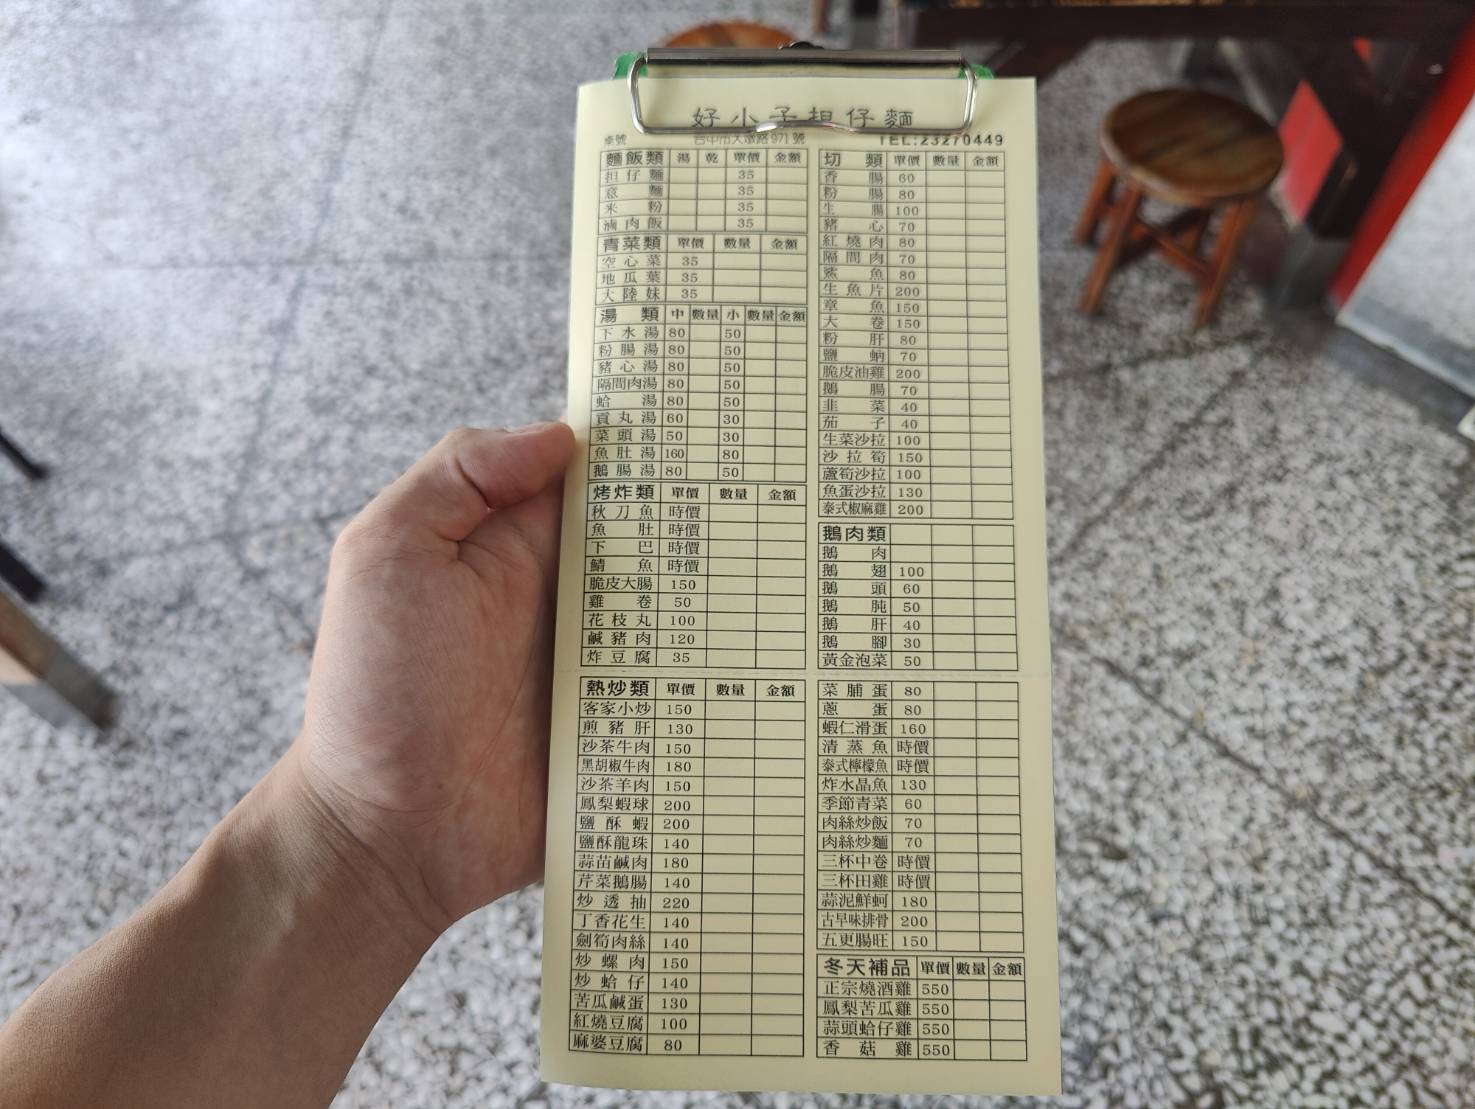 好小子担仔麵
桌號 台中市大墩路971號 TEL:23270449
麵飯類 湯 乾 單價 金額
担仔麵 35
意麵 35
米粉 35
滷肉飯 35
青菜類 單價 數量 金額
空心菜 35
地瓜葉 35
大陸妹 35
湯類 中 數量 小 數量 金額
下水湯 80 50
粉腸湯 80 50
豬心湯 80 50
隔間肉湯 80 50
蛤湯 80 50
貢丸湯 60 30
菜頭湯 50 30
魚肚湯 160 80
鵝腸湯 80 50
烤炸類 單價 數量 金額
秋刀魚 時價
魚肚 時價
下巴 時價
鯖魚 時價
脆皮大腸 150
雞卷 50
花枝丸 100
鹹豬肉 120
炸豆腐 35
熱炒類 單價 數量 金額
客家小炒 150
煎豬肝 130
沙茶牛肉 150
黑胡椒牛肉 180
沙茶羊肉 150
鳳梨蝦球 200
鹽酥蝦 200
鹽酥龍珠 140
蒜苗鹹肉 180
芹菜鵝腸 140
炒透抽 220
丁香花生 140
劍筍肉絲 140
炒螺肉 150
炒蛤仔 140
苦瓜鹹蛋 130
紅燒豆腐 100
麻婆豆腐 80
切類 單價 數量 金額
香腸 60
粉腸 80
生腸 100
豬心 70
紅燒肉 80
隔間肉 70
鯊魚 80
生魚片 200
章魚 150
大卷 150
粉肝 80
鹽蚋 70
脆皮油雞 200
鵝腸 70
韭菜 40
茄子 40
生菜沙拉 100
沙拉筍 150
蘆筍沙拉 100
魚蛋沙拉 130
泰式椒麻雞 200
鵝肉類
鵝肉
鵝翅 100
鵝頭 60
鵝肫 50
鵝肝 40
鵝腳 30
黃金泡菜 50
菜脯蛋 80
蔥蛋 80
蝦仁滑蛋 160
清蒸魚 時價
泰式檸檬魚 時價
炸水晶魚 130
季節青菜 60
肉絲炒飯 70
肉絲炒麵 70
三杯中卷 時價
三杯田雞 時價
蒜泥鮮蚵 180
古早味排骨 200
五更腸旺 150
冬天補品 單價 數量 金額
正宗燒酒雞 550
鳳梨苦瓜雞 550
蒜頭蛤仔雞 550
香菇雞 550